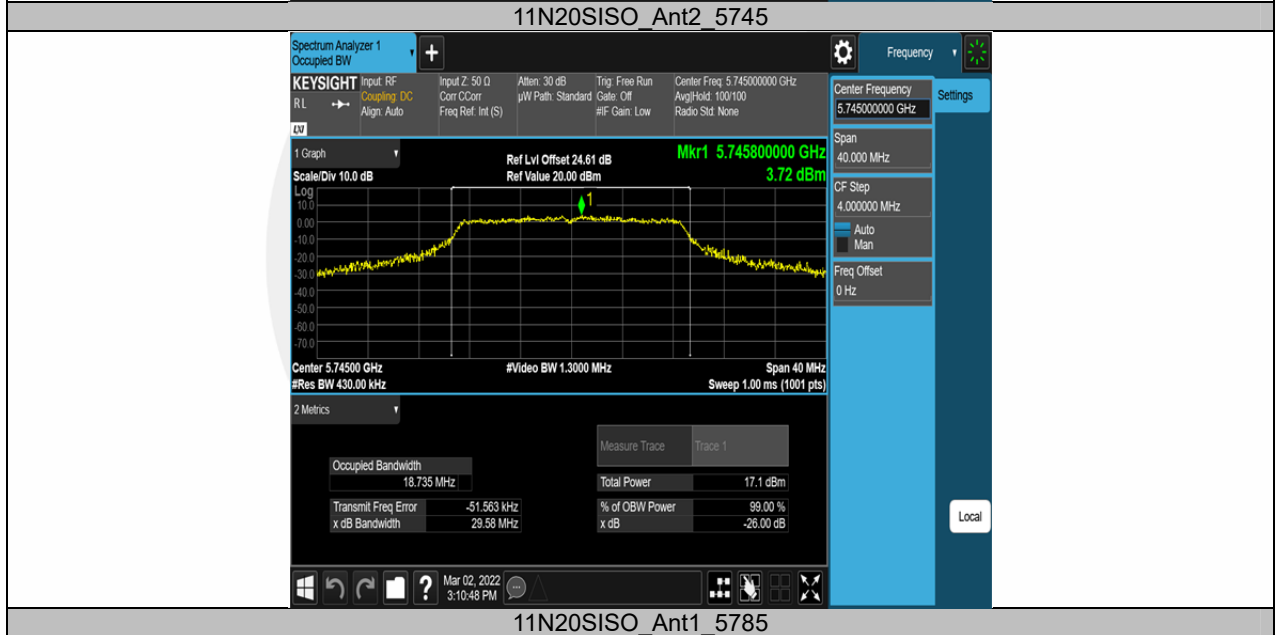 11N20SISO_Ant2_5745
Spectrum Analyzer 1
Occupied BW
+
Frequency
KEYSIGHT Input: RF Input Z: 50 Ω Atten: 30 dB Trig: Free Run Center Freq: 5.745000000 GHz
RL Coupling: DC Corr CCorr µW Path: Standard Gate: Off Avg|Hold: 100/100
Align: Auto Freq Ref: Int (S) #IF Gain: Low Radio Std: None
LXI
Center Frequency
5.745000000 GHz
Settings
Span
40.000 MHz
CF Step
4.000000 MHz
Auto
Man
Freq Offset
0 Hz
1 Graph Ref Lvl Offset 24.61 dB Mkr1 5.745800000 GHz
Scale/Div 10.0 dB Ref Value 20.00 dBm 3.72 dBm
Log
10.0
1
0.00
-10.0
-20.0
-30.0
-40.0
-50.0
-60.0
-70.0
Center 5.74500 GHz #Video BW 1.3000 MHz Span 40 MHz
#Res BW 430.00 kHz Sweep 1.00 ms (1001 pts)
2 Metrics
Measure Trace Trace 1
Occupied Bandwidth
18.735 MHz Total Power 17.1 dBm
Transmit Freq Error -51.563 kHz % of OBW Power 99.00 %
x dB Bandwidth 29.58 MHz x dB -26.00 dB
Local
? Mar 02, 2022
3:10:48 PM
11N20SISO_Ant1_5785